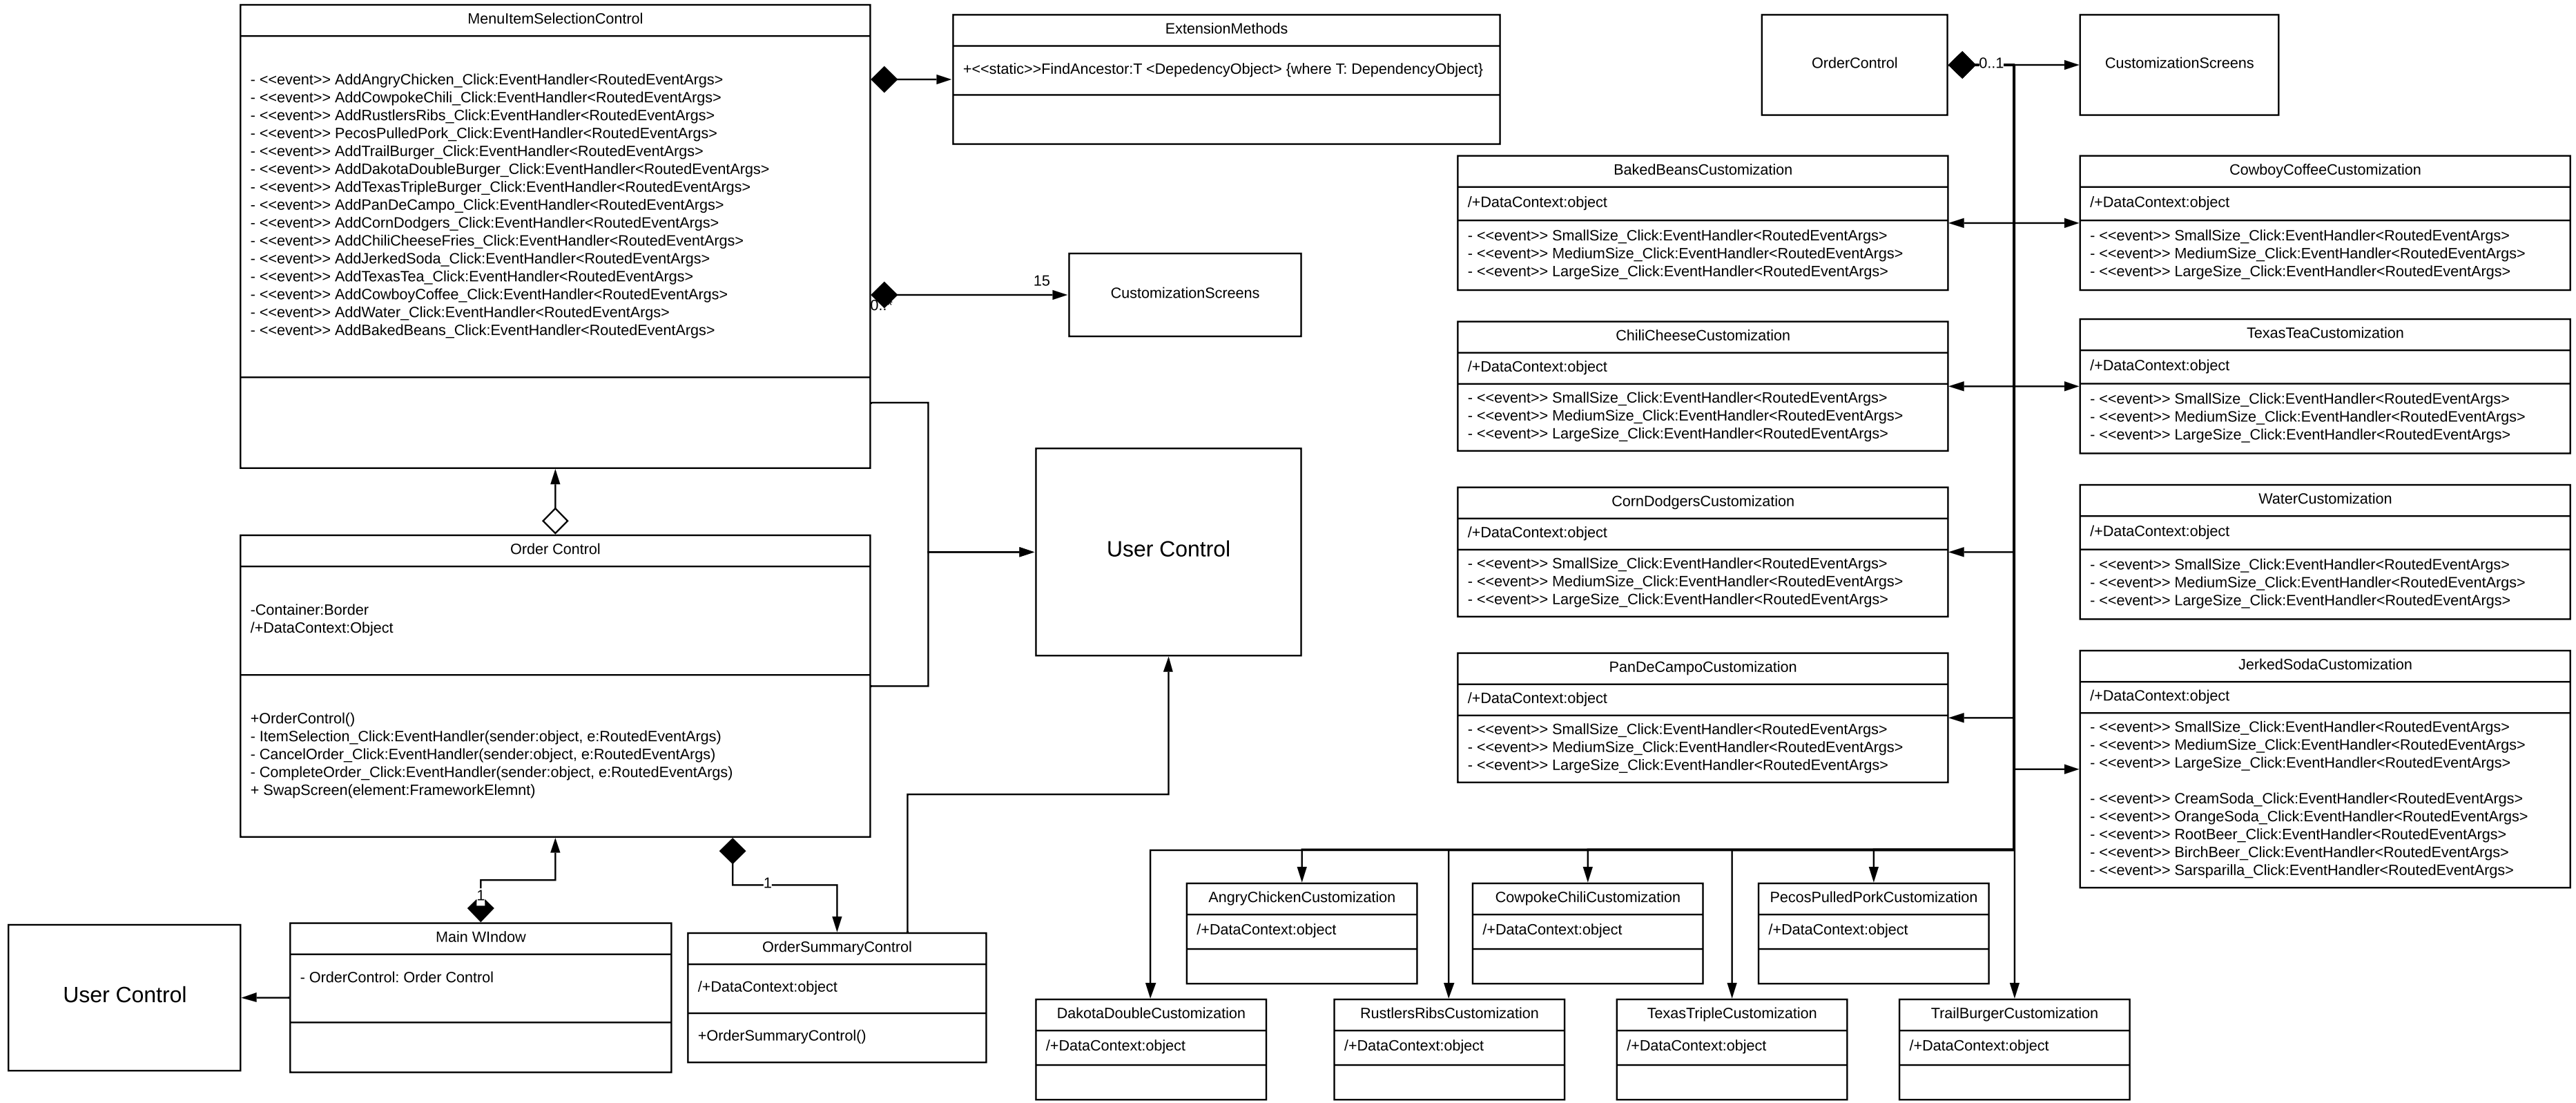 MenuItemSelectionControl
- <<event>> AddAngryChicken_Click:EventHandler<RoutedEventArgs>
- <<event>> AddCowpokeChili_Click:EventHandler<RoutedEventArgs>
- <<event>> AddRustlersRibs_Click:EventHandler<RoutedEventArgs>
- <<event>> PecosPulledPork_Click:EventHandler<RoutedEventArgs>
- <<event>> AddTrailBurger_Click:EventHandler<RoutedEventArgs>
- <<event>> AddDakotaDoubleBurger_Click:EventHandler<RoutedEventArgs>
- <<event>> AddTexasTripleBurger_Click:EventHandler<RoutedEventArgs>
- <<event>> AddPanDeCampo_Click:EventHandler<RoutedEventArgs>
- <<event>> AddCornDodgers_Click:EventHandler<RoutedEventArgs>
- <<event>> AddChiliCheeseFries_Click:EventHandler<RoutedEventArgs>
- <<event>> AddJerkedSoda_Click:EventHandler<RoutedEventArgs>
- <<event>> AddTexasTea_Click:EventHandler<RoutedEventArgs>
- <<event>> AddCowboyCoffee_Click:EventHandler<RoutedEventArgs>
- <<event>> AddWater_Click:EventHandler<RoutedEventArgs>
- <<event>> AddBakedBeans_Click:EventHandler<RoutedEventArgs>
ExtensionMethods
+<<static>>FindAncestor:T <DepedencyObject> {where T: DependencyObject}
15
CustomizationScreens
User Control
Order Control
-Container:Border
/+DataContext:Object
+OrderControl()
- ItemSelection_Click:EventHandler(sender:object, e:RoutedEventArgs)
- CancelOrder_Click:EventHandler(sender:object, e:RoutedEventArgs)
- CompleteOrder_Click:EventHandler(sender:object, e:RoutedEventArgs)
+ SwapScreen(element:FrameworkElemnt)
1
1
User Control
Main WIndow
- OrderControl: Order Control
OrderSummaryControl
/+DataContext:object
+OrderSummaryControl()
OrderControl
0..1
CustomizationScreens
BakedBeansCustomization
/+DataContext:object
- <<event>> SmallSize_Click:EventHandler<RoutedEventArgs>
- <<event>> MediumSize_Click:EventHandler<RoutedEventArgs>
- <<event>> LargeSize_Click:EventHandler<RoutedEventArgs>
CowboyCoffeeCustomization
/+DataContext:object
- <<event>> SmallSize_Click:EventHandler<RoutedEventArgs>
- <<event>> MediumSize_Click:EventHandler<RoutedEventArgs>
- <<event>> LargeSize_Click:EventHandler<RoutedEventArgs>
ChiliCheeseCustomization
/+DataContext:object
- <<event>> SmallSize_Click:EventHandler<RoutedEventArgs>
- <<event>> MediumSize_Click:EventHandler<RoutedEventArgs>
- <<event>> LargeSize_Click:EventHandler<RoutedEventArgs>
TexasTeaCustomization
/+DataContext:object
- <<event>> SmallSize_Click:EventHandler<RoutedEventArgs>
- <<event>> MediumSize_Click:EventHandler<RoutedEventArgs>
- <<event>> LargeSize_Click:EventHandler<RoutedEventArgs>
CornDodgersCustomization
/+DataContext:object
- <<event>> SmallSize_Click:EventHandler<RoutedEventArgs>
- <<event>> MediumSize_Click:EventHandler<RoutedEventArgs>
- <<event>> LargeSize_Click:EventHandler<RoutedEventArgs>
WaterCustomization
/+DataContext:object
- <<event>> SmallSize_Click:EventHandler<RoutedEventArgs>
- <<event>> MediumSize_Click:EventHandler<RoutedEventArgs>
- <<event>> LargeSize_Click:EventHandler<RoutedEventArgs>
PanDeCampoCustomization
/+DataContext:object
- <<event>> SmallSize_Click:EventHandler<RoutedEventArgs>
- <<event>> MediumSize_Click:EventHandler<RoutedEventArgs>
- <<event>> LargeSize_Click:EventHandler<RoutedEventArgs>
JerkedSodaCustomization
/+DataContext:object
- <<event>> SmallSize_Click:EventHandler<RoutedEventArgs>
- <<event>> MediumSize_Click:EventHandler<RoutedEventArgs>
- <<event>> LargeSize_Click:EventHandler<RoutedEventArgs>
- <<event>> CreamSoda_Click:EventHandler<RoutedEventArgs>
- <<event>> OrangeSoda_Click:EventHandler<RoutedEventArgs>
- <<event>> RootBeer_Click:EventHandler<RoutedEventArgs>
- <<event>> BirchBeer_Click:EventHandler<RoutedEventArgs>
- <<event>> Sarsparilla_Click:EventHandler<RoutedEventArgs>
AngryChickenCustomization
/+DataContext:object
CowpokeChiliCustomization
/+DataContext:object
PecosPulledPorkCustomization
/+DataContext:object
DakotaDoubleCustomization
/+DataContext:object
RustlersRibsCustomization
/+DataContext:object
TexasTripleCustomization
/+DataContext:object
TrailBurgerCustomization
/+DataContext:object